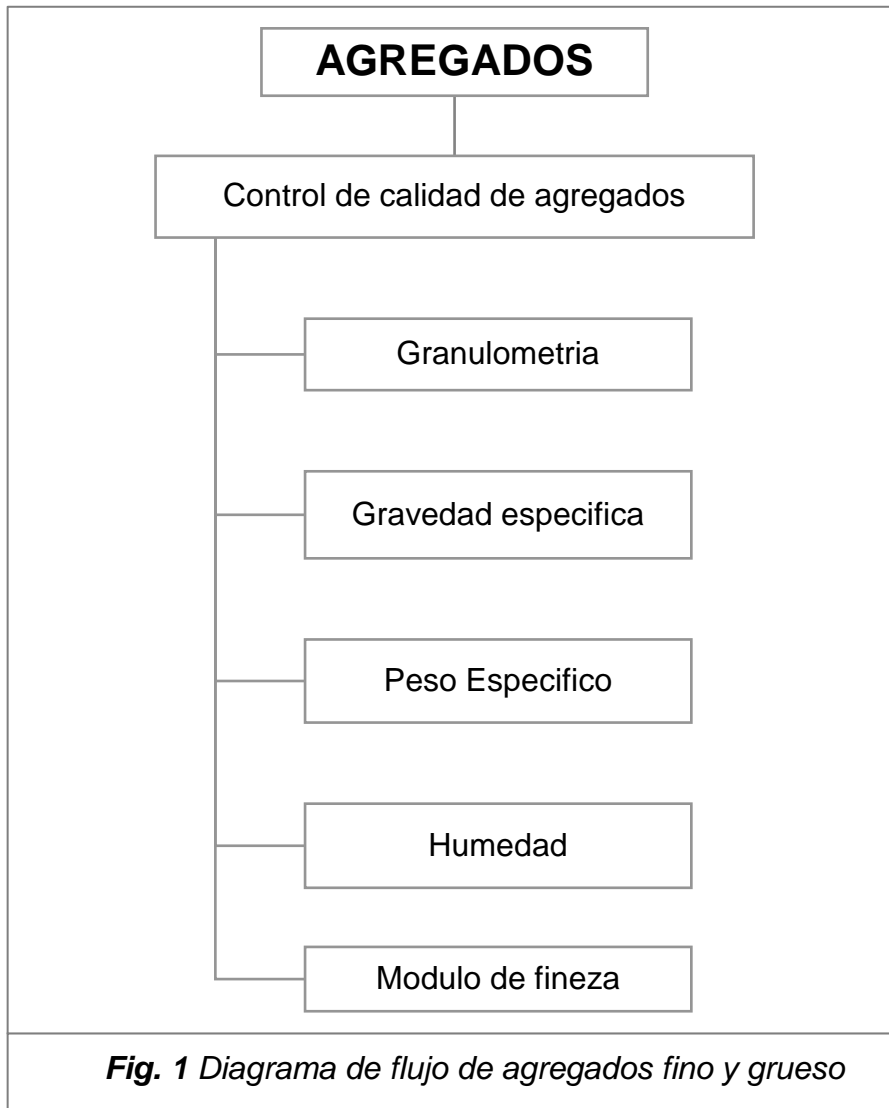 AGREGADOS
Control de calidad de agregados
Granulometria
Gravedad especifica
Peso Especifico
Humedad
Modulo de fineza
Fig. 1 Diagrama de flujo de agregados fino y grueso